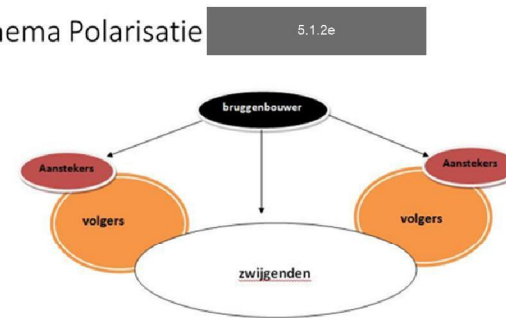 hema Polarisatie
5.1.2e
bruggenbouwer
Aanstekers
Aanstekers
volgers
volgers
zwijgenden